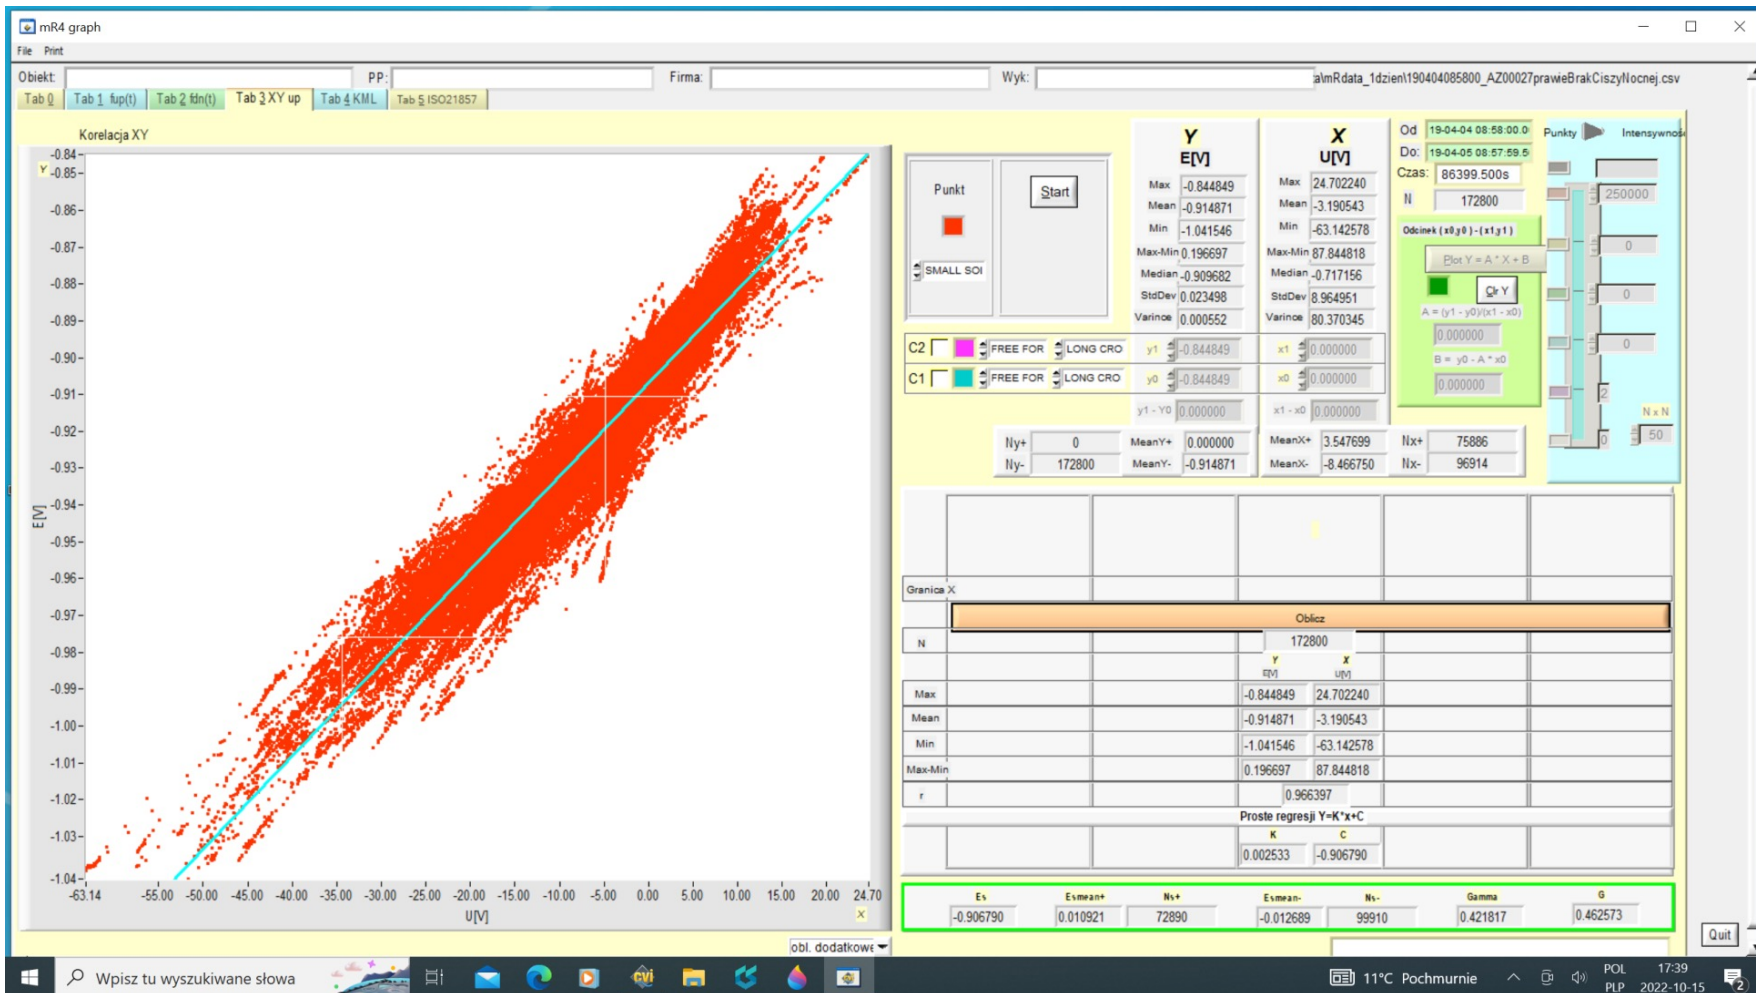 mR4 graph
File Print
Obiekt: PP: Firma: Wyk: a\mRdata_1dzien\190404085800_AZ00027prawieBrakCiszyNocnej.csv
Tab 0 Tab 1 fup(t) Tab 2 fdn(t) Tab 3 XY up Tab 4 KML Tab 5 ISO21857
Korelacja XY
Y
-0.84
-0.85
-0.86
-0.87
-0.88
-0.89
-0.90
-0.91
-0.92
-0.93
-0.94
-0.95
-0.96
-0.97
-0.98
-0.99
-1.00
-1.01
-1.02
-1.03
-1.04
E[V]
-63.14 -55.00 -50.00 -45.00 -40.00 -35.00 -30.00 -25.00 -20.00 -15.00 -10.00 -5.00 0.00 5.00 10.00 15.00 20.00 24.70
U[V] X
obl. dodatkowe
Punkt
SMALL SOI
Start
Y X
E[V] U[V]
Max -0.844849 Max 24.702240
Mean -0.914871 Mean -3.190543
Min -1.041546 Min -63.142578
Max-Min 0.196697 Max-Min 87.844818
Median -0.909682 Median -0.717156
StdDev 0.023498 StdDev 8.964951
Varince 0.000552 Varince 80.370345
C2 FREE FOR LONG CRO y1 -0.844849 x1 0.000000
C1 FREE FOR LONG CRO y0 -0.844849 x0 0.000000
y1 - Y0 0.000000 x1 - x0 0.000000
Ny+ 0 MeanY+ 0.000000 MeanX+ 3.547699 Nx+ 75886
Ny- 172800 MeanY- -0.914871 MeanX- -8.466750 Nx- 96914
Od 19-04-04 08:58:00.0
Do: 19-04-05 08:57:59.5
Czas: 86399.500s
N 172800
Odcinek ( x0,y0 ) - ( x1,y1 )
Plot Y = A * X + B
Clr Y
A = (y1 - y0)/(x1 - x0)
0.000000
B = y0 - A * x0
0.000000
Punkty Intensywnoś
250000
0
0
0
2
0
N x N
50
Granica X
Oblicz
N 172800
Y X
E[V] U[V]
Max -0.844849 24.702240
Mean -0.914871 -3.190543
Min -1.041546 -63.142578
Max-Min 0.196697 87.844818
r 0.966397
Proste regresji Y=K*x+C
K C
0.002533 -0.906790
Es Esmean+ Ns+ Esmean- Ns- Gamma G
-0.906790 0.010921 72890 -0.012689 99910 0.421817 0.462573
Quit
Wpisz tu wyszukiwane słowa
CVI
11°C Pochmurnie
POL
PLP
17:39
2022-10-15
2